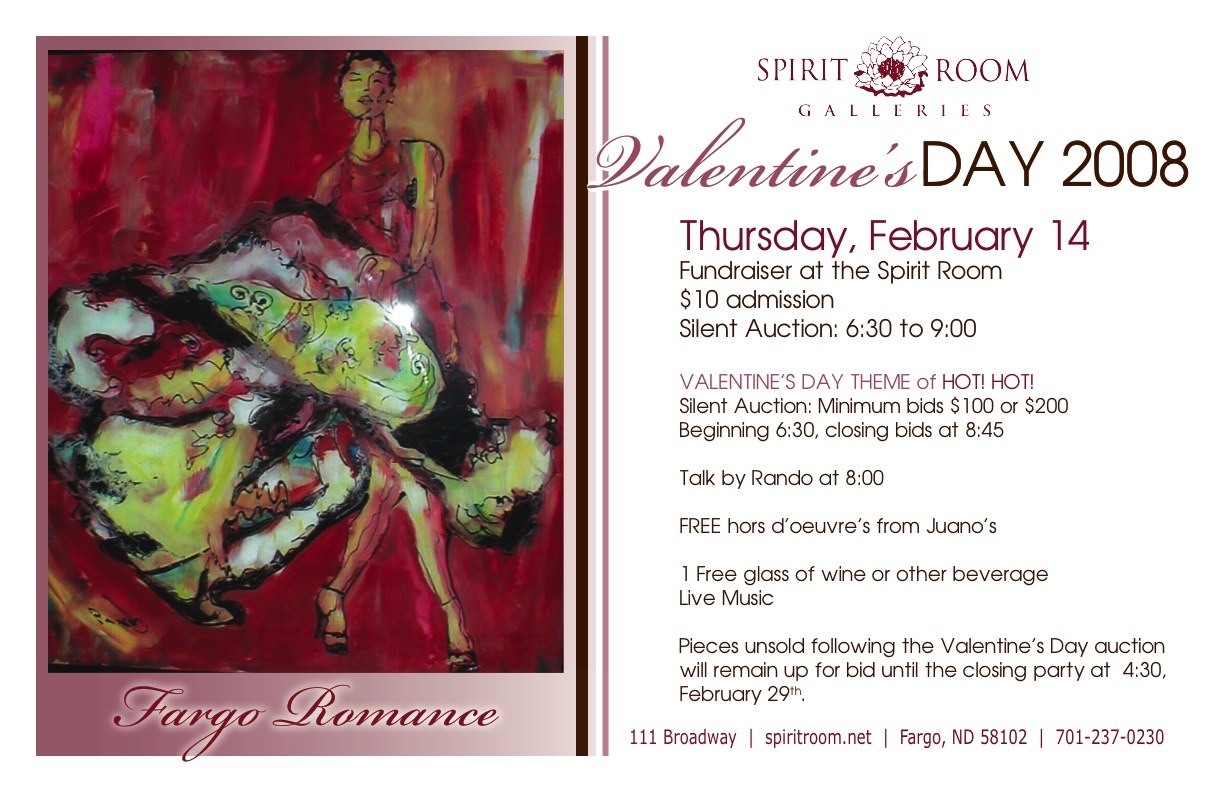 SPIRIT ROOM
GALLERIES
Valentine's DAY 2008
Thursday, February 14
Fundraiser at the Spirit Room
$10 admission
Silent Auction: 6:30 to 9:00
VALENTINE'S DAY THEME of HOT! HOT!
Silent Auction: Minimum bids $100 or $200
Beginning 6:30, closing bids at 8:45
Talk by Rando at 8:00
FREE hors d'oeuvre's from Juano's
1 Free glass of wine or other beverage
Live Music
Pieces unsold following the Valentine's Day auction
will remain up for bid until the closing party at  4:30,
February 29th.
Fargo Romance
111 Broadway | spiritroom.net | Fargo, ND 58102 | 701-237-0230